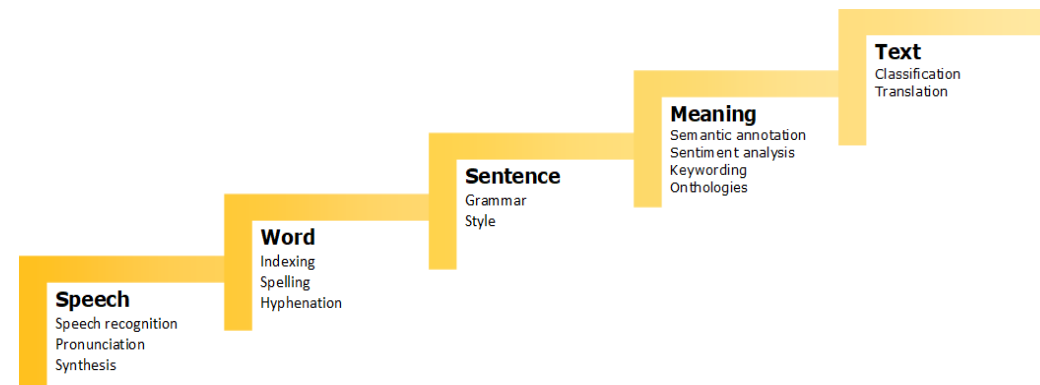 Speech
Speech recognition
Pronunciation
Synthesis
Word
Indexing
Spelling
Hyphenation
Sentence
Grammar
Style
Meaning
Semantic annotation
Sentiment analysis
Keywording
Onthologies
Text
Classification
Translation